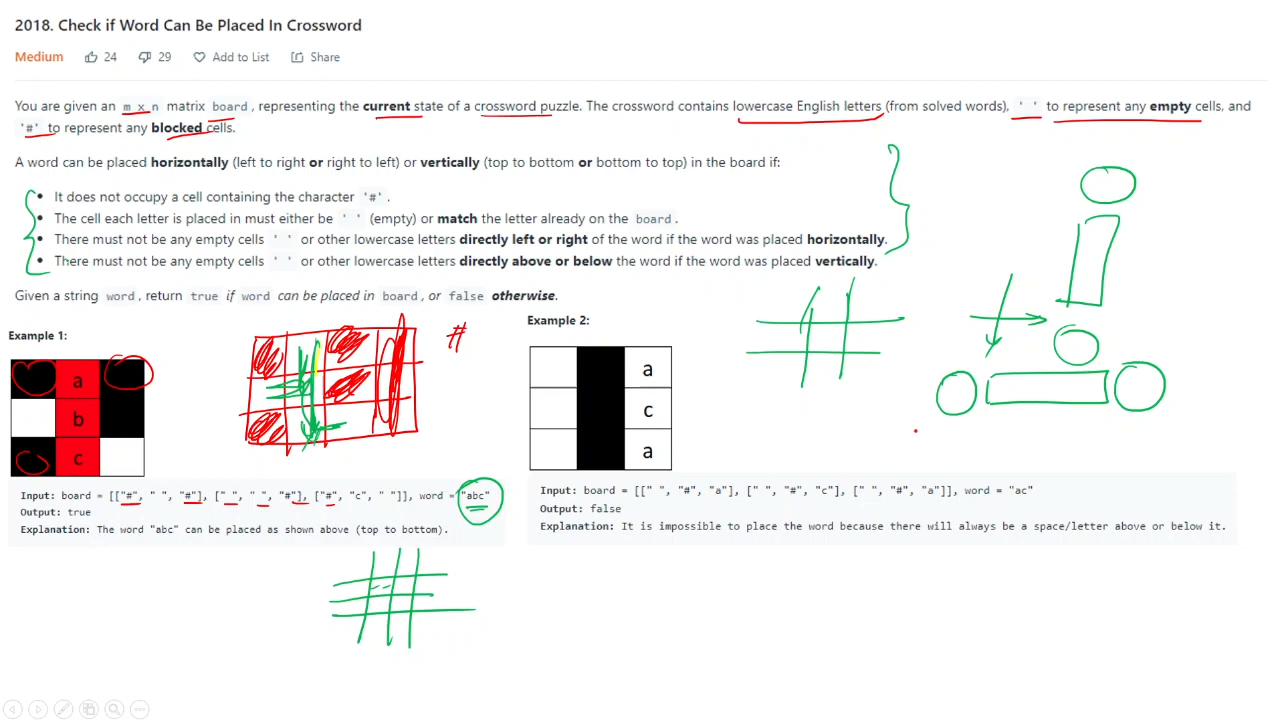 2018. Check if Word Can Be Placed In Crossword
Medium 24 29 Add to List Share
You are given an m x n matrix board, representing the current state of a crossword puzzle. The crossword contains lowercase English letters (from solved words), ' ' to represent any empty cells, and
'#' to represent any blocked cells.
A word can be placed horizontally (left to right or right to left) or vertically (top to bottom or bottom to top) in the board if:
• It does not occupy a cell containing the character '#'.
• The cell each letter is placed in must either be ' ' (empty) or match the letter already on the board.
• There must not be any empty cells ' ' or other lowercase letters directly left or right of the word if the word was placed horizontally.
• There must not be any empty cells ' ' or other lowercase letters directly above or below the word if the word was placed vertically.
Given a string word, return true if word can be placed in board, or false otherwise.
Example 1:
a
b
c
#
Input: board = [["#", " ", "#"], [" ", " ", "#"], ["#", "c", " "]], word = "abc"
Output: true
Explanation: The word "abc" can be placed as shown above (top to bottom).
Example 2:
a
c
a
Input: board = [[" ", "#", "a"], [" ", "#", "c"], [" ", "#", "a"]], word = "ac"
Output: false
Explanation: It is impossible to place the word because there will always be a space/letter above or below it.